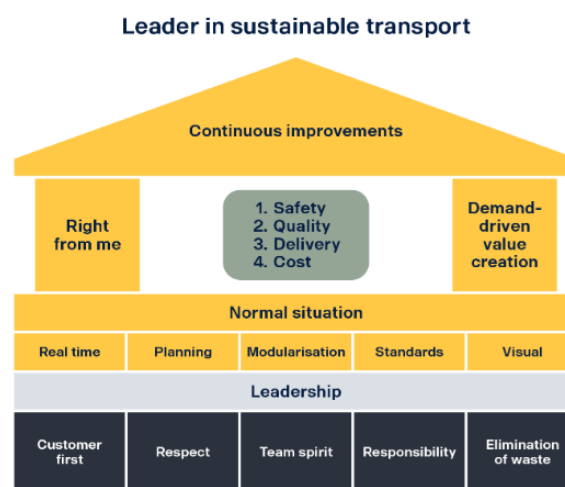 Leader in sustainable transport
Continuous improvements
Right
from me
1. Safety
2. Quality
3. Delivery
4. Cost
Demand-
driven
value
creation
Normal situation
Real time
Planning
Modularisation
Standards
Visual
Leadership
Customer
first
Respect
Team spirit
Responsibility
Elimination
of waste